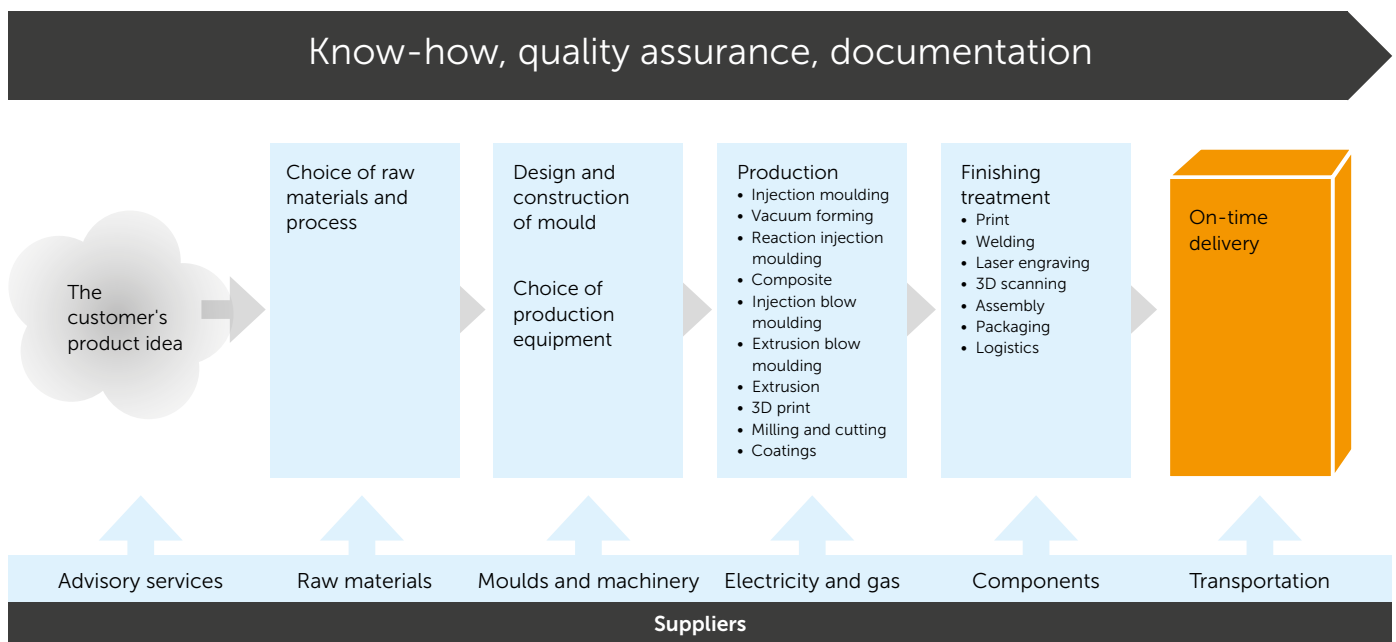 Know-how, quality assurance, documentation
The
customer's
product idea
Choice of raw
materials and
process
Design and
construction
of mould
Choice of
production
equipment
Production
• Injection moulding
• Vacuum forming
• Reaction injection
moulding
• Composite
• Injection blow
moulding
• Extrusion blow
moulding
• Extrusion
• 3D print
• Milling and cutting
• Coatings
Finishing
treatment
• Print
• Welding
• Laser engraving
• 3D scanning
• Assembly
• Packaging
• Logistics
On-time
delivery
Advisory services
Raw materials
Moulds and machinery
Electricity and gas
Components
Transportation
Suppliers